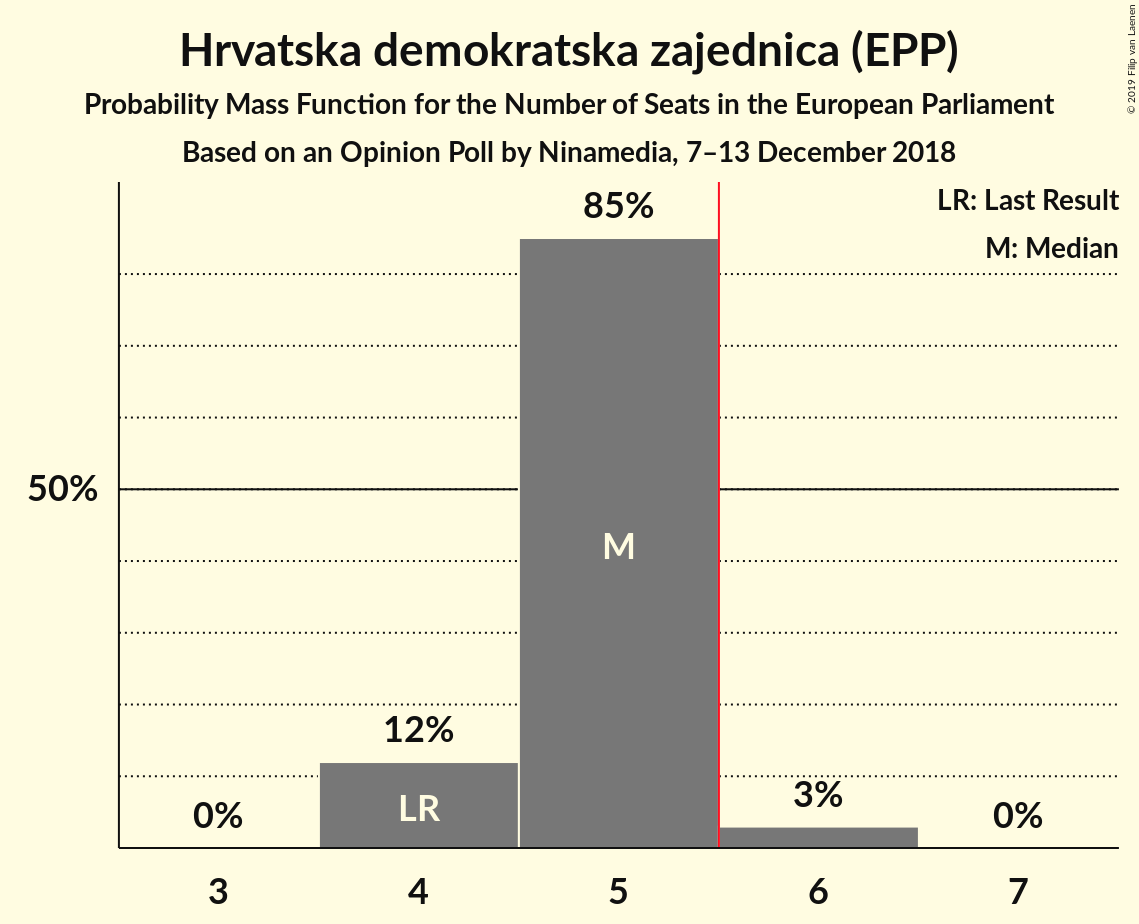 Hrvatska demokratska zajednica (EPP)
Probability Mass Function for the Number of Seats in the European Parliament
Based on an Opinion Poll by Ninamedia, 7–13 December 2018
© 2019 Filip van Laenen
LR: Last Result
M: Median
85%
50%
M
12%
LR
3%
0%
0%
3 4 5 6 7